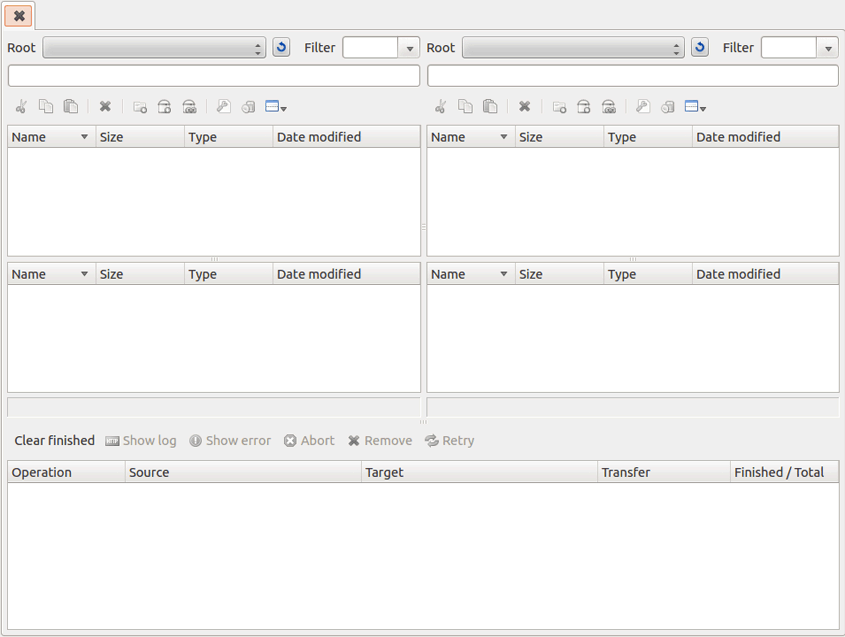 Root Filter Root Filter
Name Size Type Date modified Name Size Type Date modified
Name Size Type Date modified Name Size Type Date modified
Clear finished Show log Show error Abort Remove Retry
Operation Source Target Transfer Finished / Total